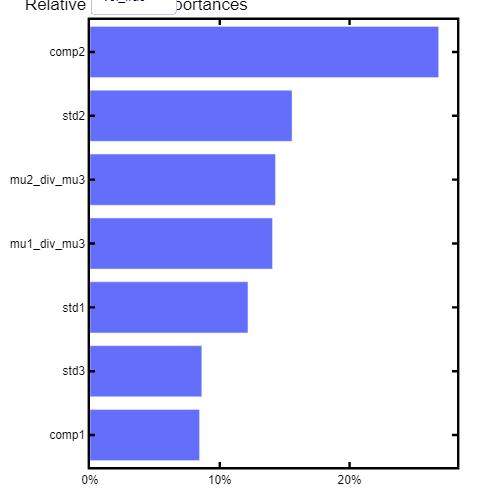 Relative portances
comp2
std2
mu2_div_mu3
mu1_div_mu3
std1
std3
comp1
0% 10% 20%